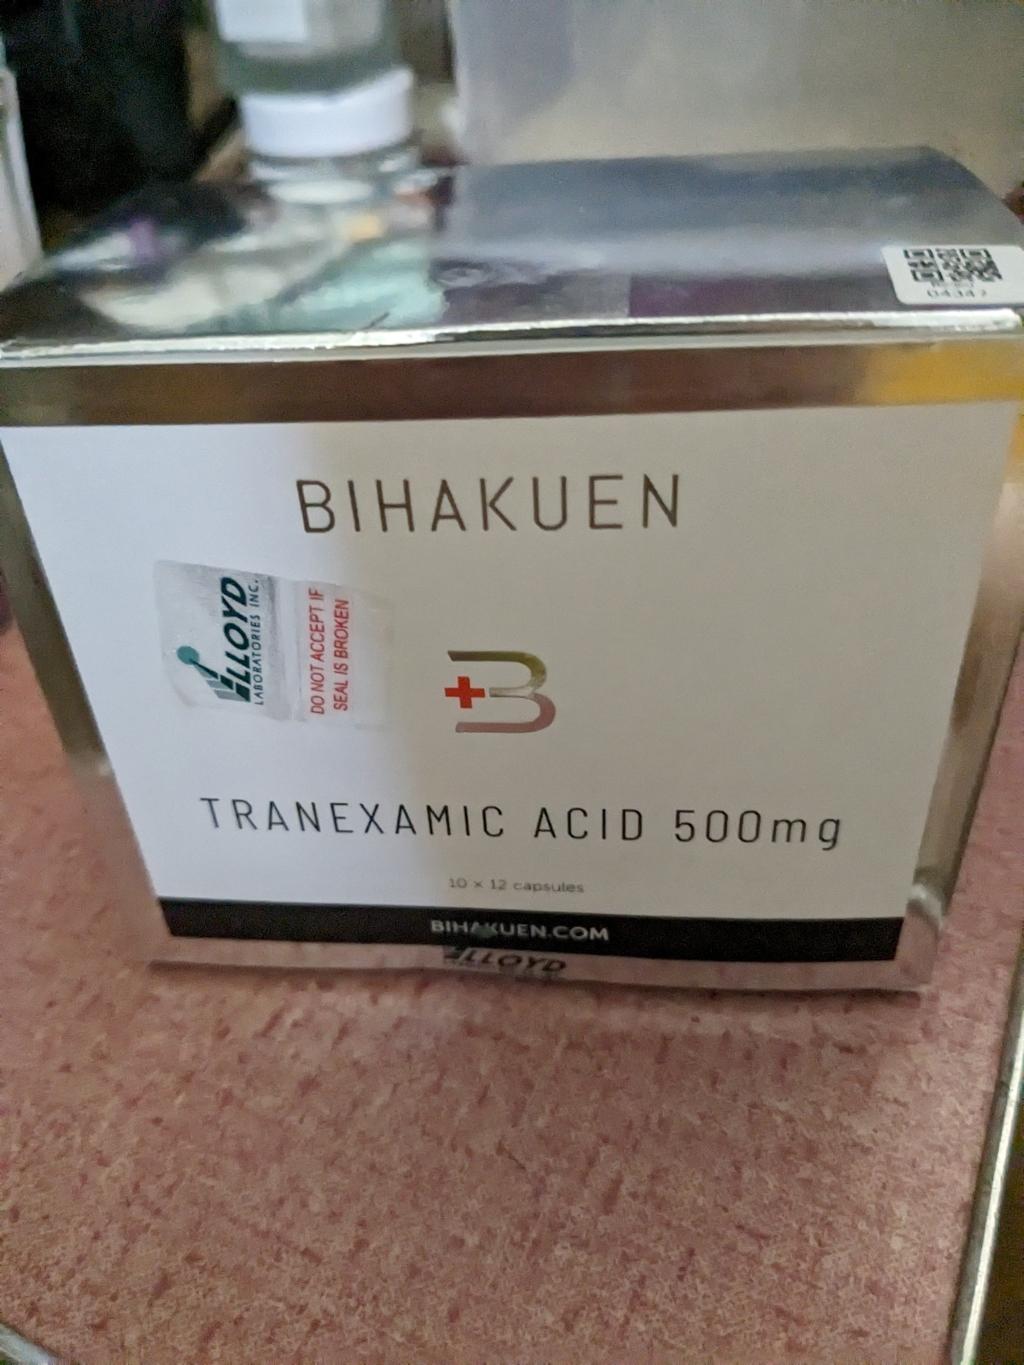 04347
BIHAKUEN
LLOYD
LABORATORIES INC.
DO NOT ACCEPT IF
SEAL IS BROKEN
B
TRANEXAMIC ACID 500mg
10 x 12 capsules
BIHAKUEN.COM
LLOYD